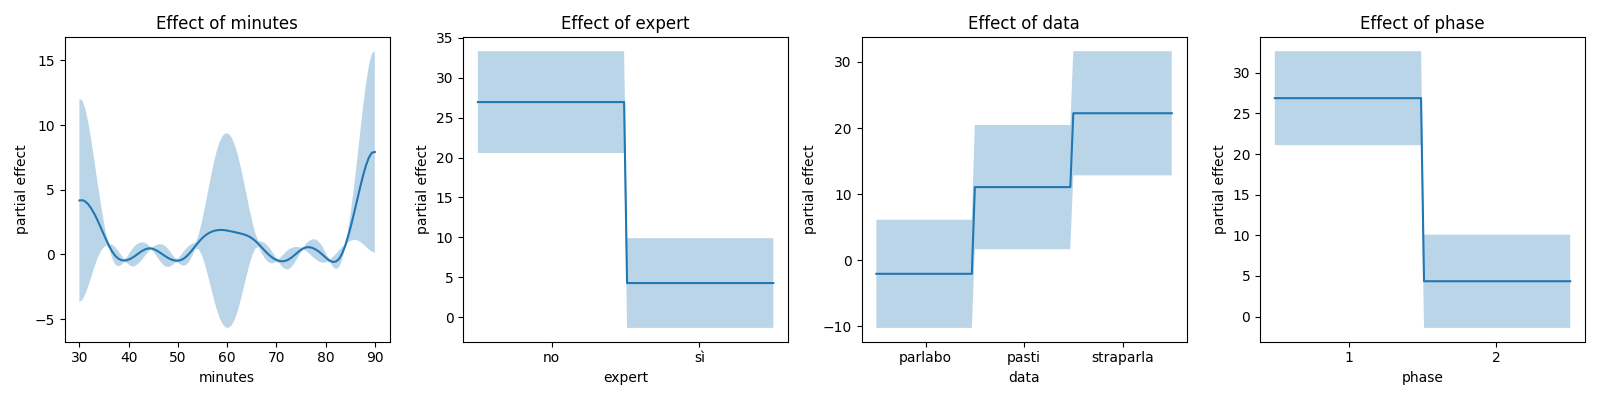 Effect of minutes
partial effect
15
10
5
0
−5
30 40 50 60 70 80 90
minutes
Effect of expert
partial effect
35
30
25
20
15
10
5
0
no sì
expert
Effect of data
partial effect
30
20
10
0
−10
parlabo pasti straparla
data
Effect of phase
partial effect
30
25
20
15
10
5
0
1 2
phase